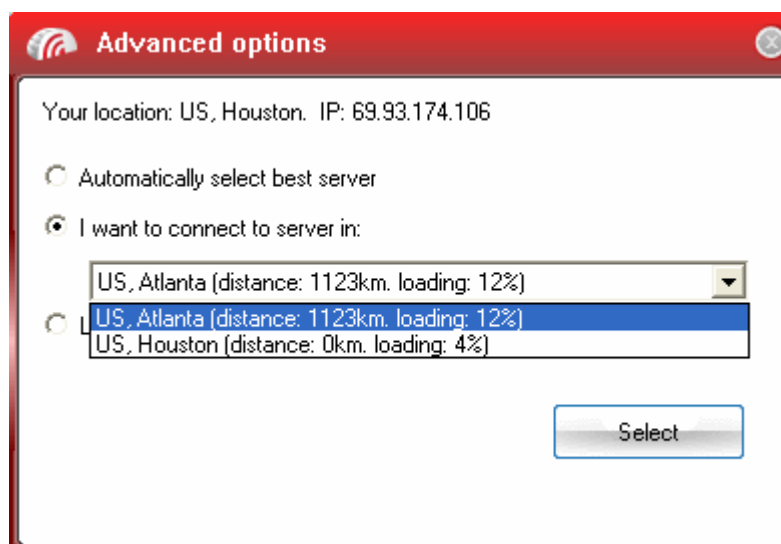 Advanced options
Your location: US, Houston. IP: 69.93.174.106
Automatically select best server
I want to connect to server in:
US, Atlanta (distance: 1123km. loading: 12%)
US, Atlanta (distance: 1123km. loading: 12%)
US, Houston (distance: 0km. loading: 4%)
Select